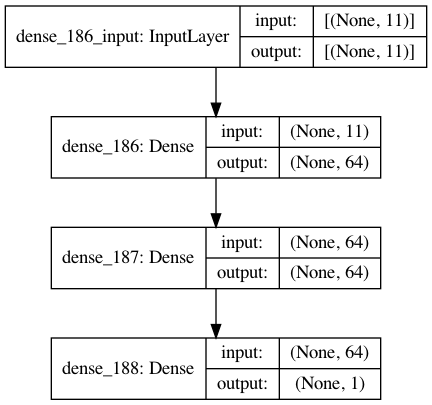 dense_186_input: InputLayer
input: [(None, 11)]
output: [(None, 11)]
dense_186: Dense
input: (None, 11)
output: (None, 64)
dense_187: Dense
input: (None, 64)
output: (None, 64)
dense_188: Dense
input: (None, 64)
output: (None, 1)